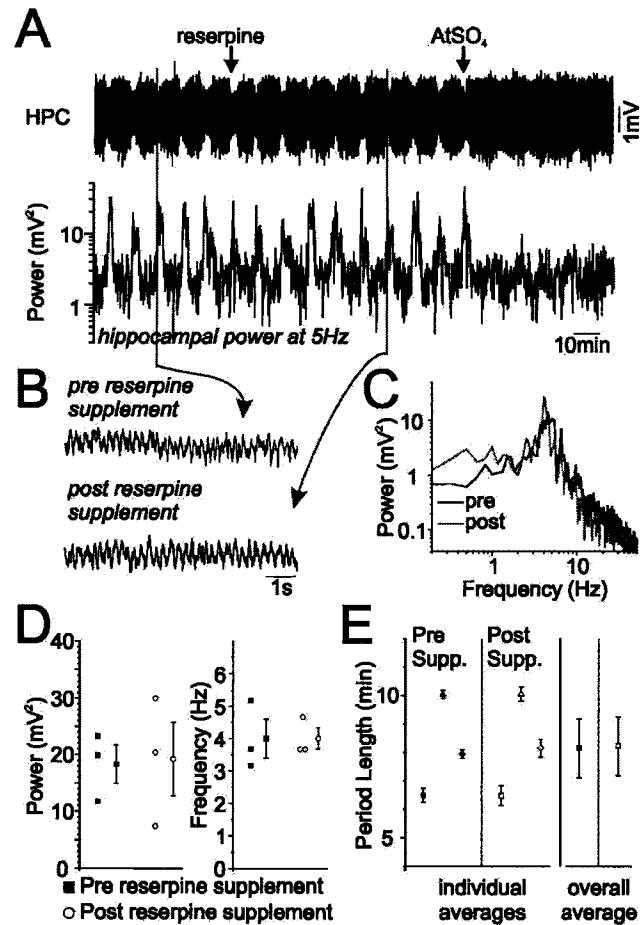 A
reserpine
AtSO₄
HPC
1mV
Power (mV²)
10
1
hippocampal power at 5Hz
10min
B
pre reserpine
supplement
post reserpine
supplement
1s
C
Power (mV²)
10
1
0.1
pre
post
1
10
Frequency (Hz)
D
Power (mV²)
40
30
20
10
0
Frequency (Hz)
6
5
4
3
2
1
0
■ Pre reserpine supplement
○ Post reserpine supplement
E
Period Length (min)
10
6
Pre
Supp.
Post
Supp.
individual
averages
overall
average